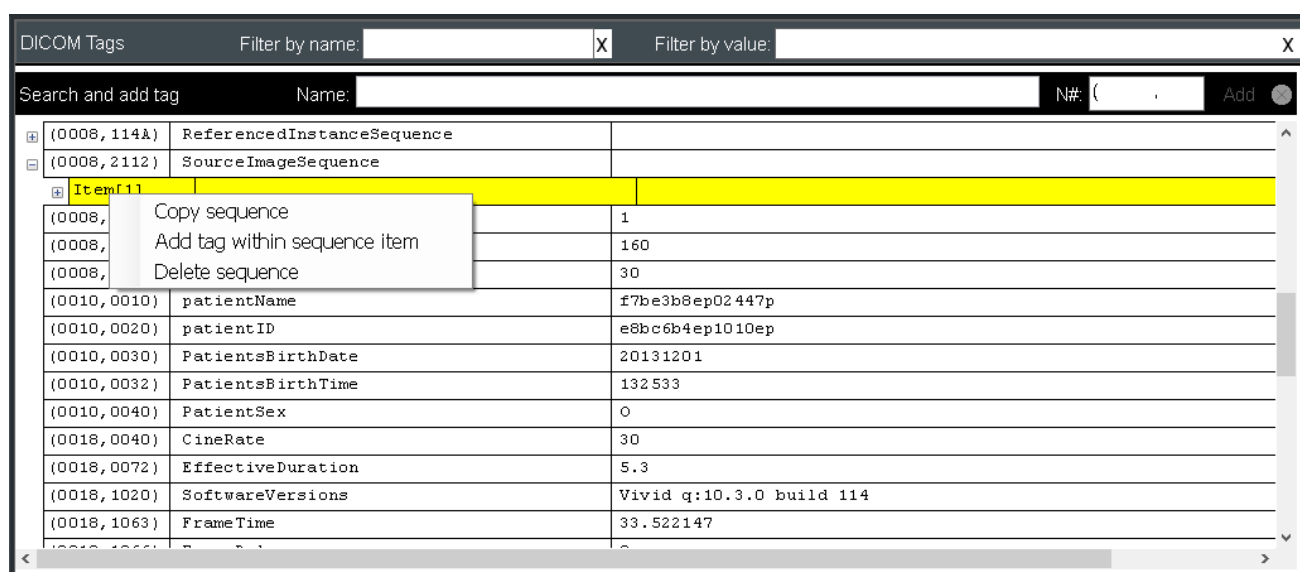 DICOM Tags Filter by name: X Filter by value: X
Search and add tag Name: N#: ( , Add
(0008,114A) ReferencedInstanceSequence
(0008,2112) SourceImageSequence
Item[1]
Copy sequence
Add tag within sequence item
Delete sequence
(0008, 1
(0008, 160
(0008, 30
(0010,0010) patientName f7be3b8ep02447p
(0010,0020) patientID e8bc6b4ep1010ep
(0010,0030) PatientsBirthDate 20131201
(0010,0032) PatientsBirthTime 132533
(0010,0040) PatientSex O
(0018,0040) CineRate 30
(0018,0072) EffectiveDuration 5.3
(0018,1020) SoftwareVersions Vivid q:10.3.0 build 114
(0018,1063) FrameTime 33.522147